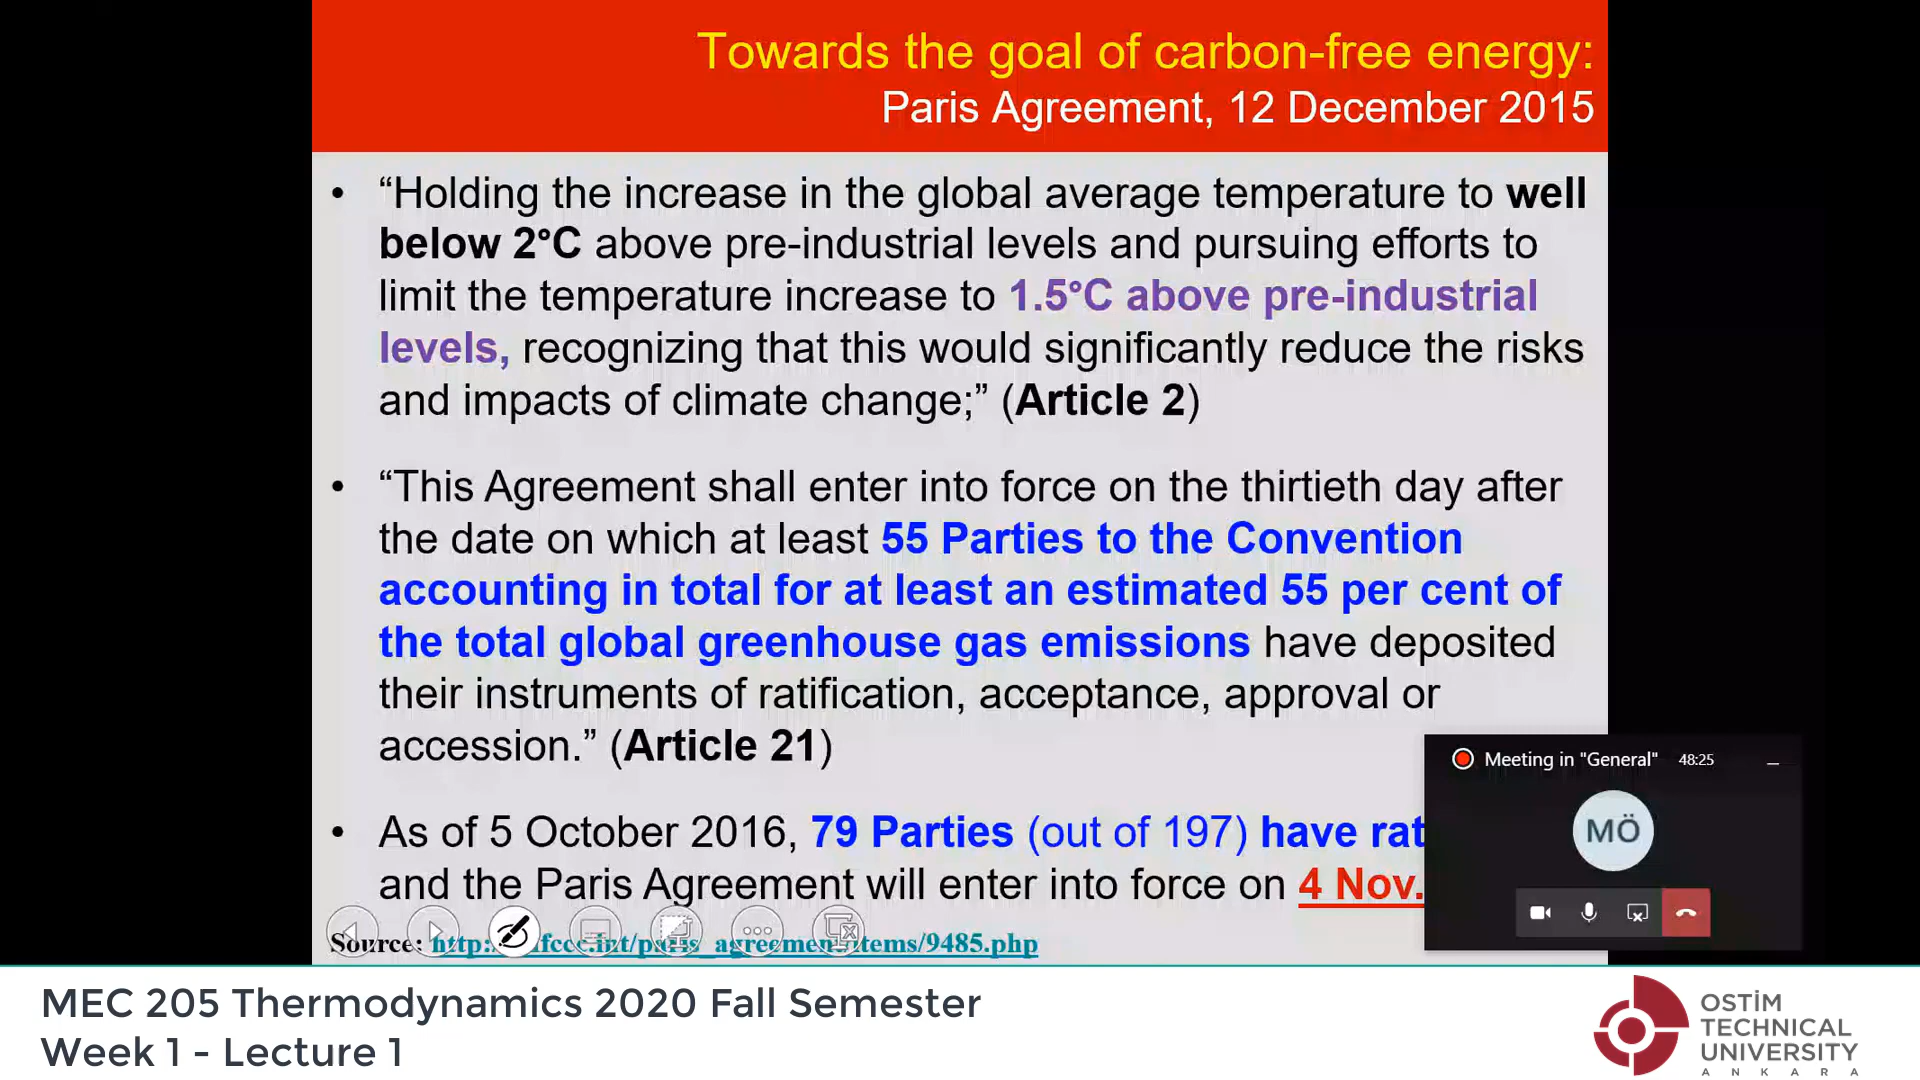 Towards the goal of carbon-free energy:
Paris Agreement, 12 December 2015
• “Holding the increase in the global average temperature to well
below 2°C above pre-industrial levels and pursuing efforts to
limit the temperature increase to 1.5°C above pre-industrial
levels, recognizing that this would significantly reduce the risks
and impacts of climate change;” (Article 2)
• “This Agreement shall enter into force on the thirtieth day after
the date on which at least 55 Parties to the Convention
accounting in total for at least an estimated 55 per cent of
the total global greenhouse gas emissions have deposited
their instruments of ratification, acceptance, approval or
accession.” (Article 21)
• As of 5 October 2016, 79 Parties (out of 197) have rat
and the Paris Agreement will enter into force on 4 Nov.
Source:
Meeting in "General" 48:25
MÖ
MEC 205 Thermodynamics 2020 Fall Semester
Week 1 - Lecture 1
OSTİM
TECHNICAL
UNIVERSITY
ANKARA